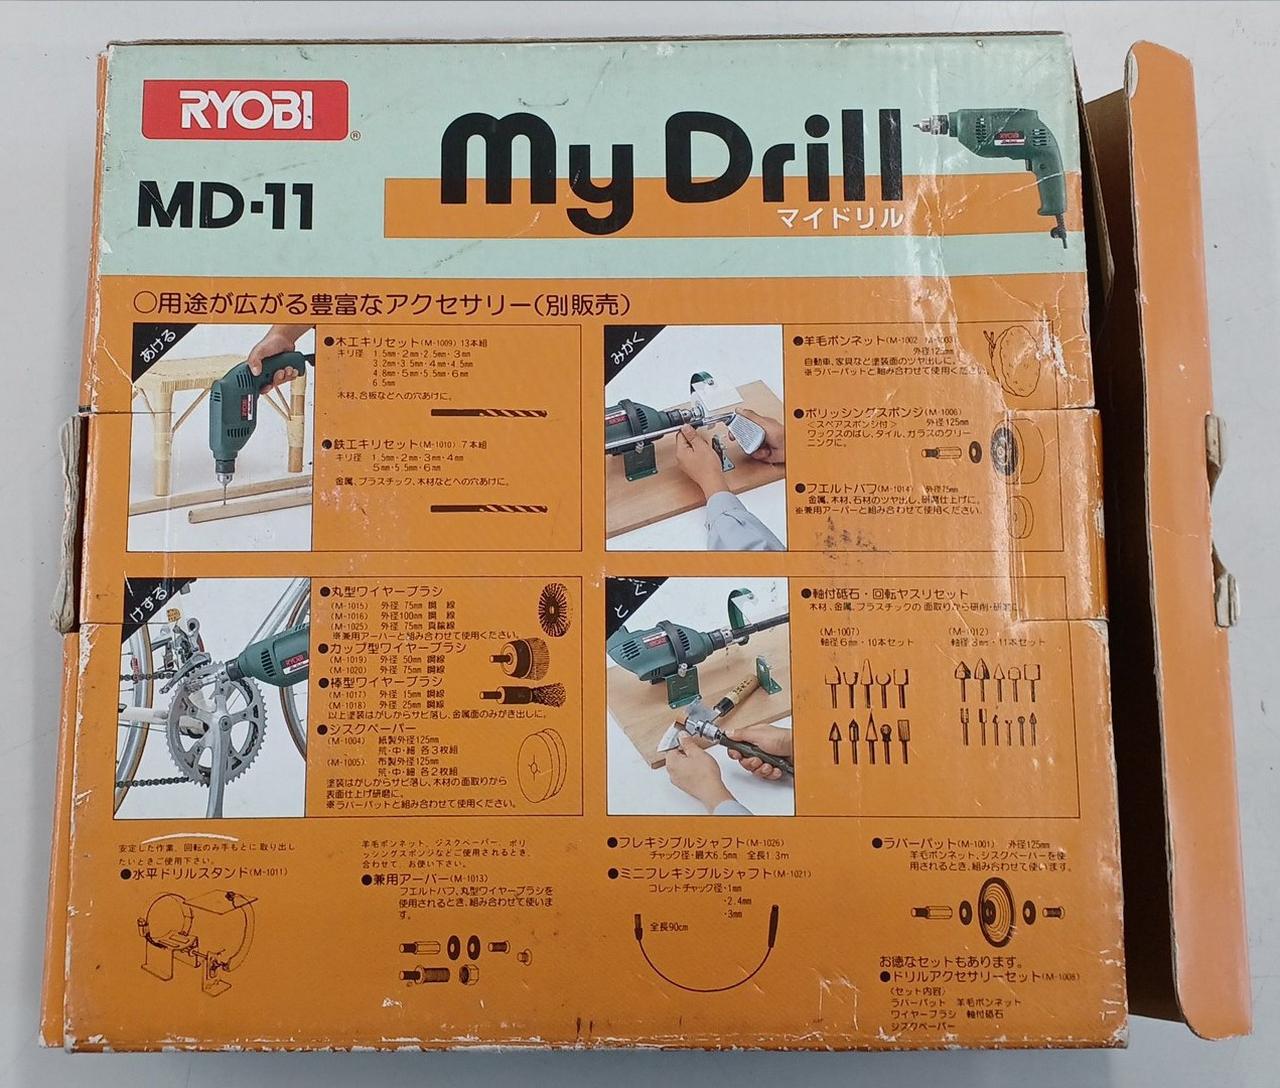 RYOBI
®
MD-11
My Drill
マイドリル
○用途が広がる豊富なアクセサリー(別販売)
あける
●木工キリセット(M-1009) 13本組
キリ径 1.5mm・2mm・2.5mm・3mm
3.2mm・3.5mm・4mm・4.5mm
4.8mm・5mm・5.5mm・6mm
6.5mm
木材、合板などへの穴あけに。
●鉄工キリセット(M-1010) 7本組
キリ径 1.5mm・2mm・3mm・4mm
5mm・5.5mm・6mm
金属、プラスチック、木材などへの穴あけに。
みがく
●羊毛ボンネット(M-1002
外径125mm
自動車、家具など塗装面のツヤ出しに。
※ラバーパットと組み合わせて使用ください。
●ポリッシングスポンジ(M-1006)
〈スペアスポンジ付〉 外径125mm
ワックスのばし、タイル、ガラスのクリー
ニングに。
●フエルトバフ(M-1014) 外径75mm
金属、木材、石材のツヤ出し、研磨仕上げに。
※兼用アーバーと組み合わせて使用ください。
けずる
●丸型ワイヤーブラシ
(M-1015) 外径 75mm 鋼 線
(M-1016) 外径100mm 鋼 線
(M-1025) 外径 75mm 真鍮線
※兼用アーバーと組み合わせて使用ください。
●カップ型ワイヤーブラシ
(M-1019) 外径 50mm 鋼線
(M-1020) 外径 75mm 鋼線
●棒型ワイヤーブラシ
(M-1017) 外径 15mm 鋼線
(M-1018) 外径 25mm 鋼線
以上塗装はがしからサビ落し、金属面のみがき出しに。
●ジスクペーパー
(M-1004) 紙製外径125mm
荒・中・細 各3枚組
(M-1005) 布製外径125mm
荒・中・細 各2枚組
塗装はがしからサビ落し、木材の面取りから
表面仕上げ研磨に。
※ラバーパットと組み合わせて使用ください。
とぐ
●軸付砥石・回転ヤスリセット
木材、金属、プラスチックの面取りから研削・研磨に。
(M-1007)
軸径6mm・10本セット
(M-1012)
軸径3mm・11本セット
安定した作業、回転のみ手もとに取り出し
たいときご使用下さい。
●水平ドリルスタンド(M-1011)
羊毛ボンネット、ジスクペーパー、ポリ
ッシングスポンジなどご使用されるとき、
合わせて、お使い下さい。
●兼用アーバー(M-1013)
フエルトバフ、丸型ワイヤーブラシを
使用されるとき、組み合わせて使いま
す。
●フレキシブルシャフト(M-1026)
チャック径・最大6.5mm 全長1.3m
●ミニフレキシブルシャフト(M-1021)
コレットチャック径・1mm
・2.4mm
・3mm
全長90cm
●ラバーパット(M-1001) 外径125mm
羊毛ボンネット、ジスクペーパーを使
用されるとき、組み合わせて使います。
お徳なセットもあります。
●ドリルアクセサリーセット(M-1008)
〈セット内容〉
ラバーパット 羊毛ボンネット
ワイヤーブラシ 軸付砥石
ジスクペーパー